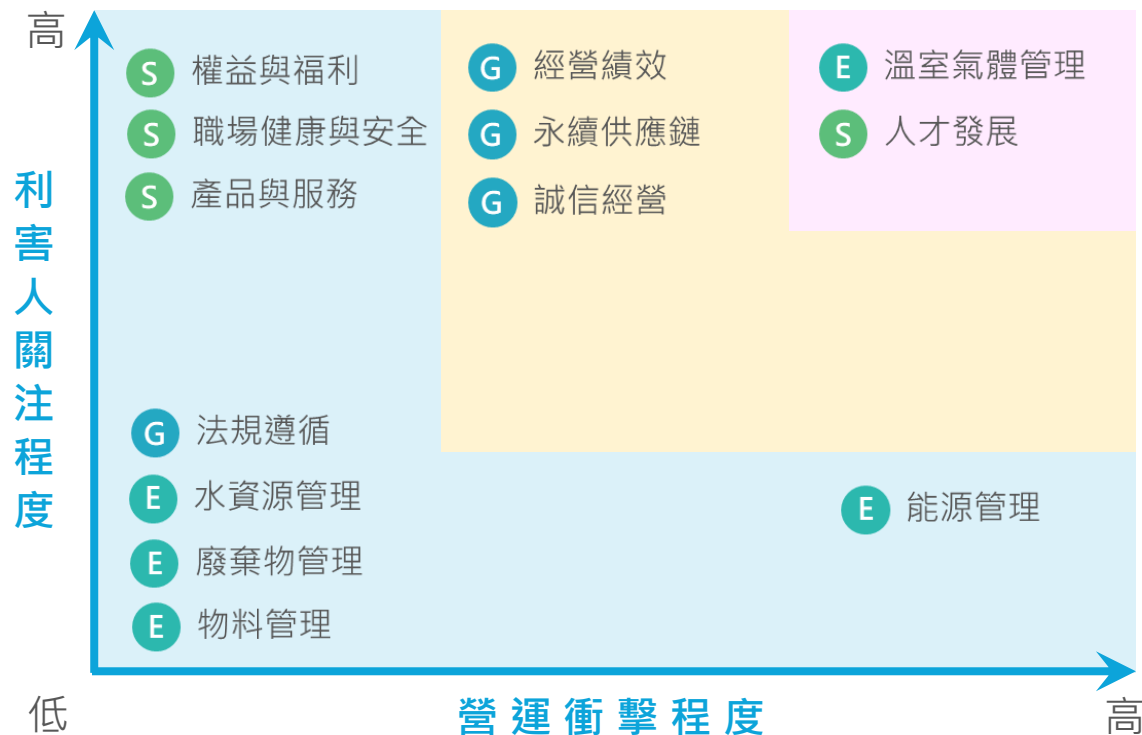 高
利害人關注程度
S 權益與福利
S 職場健康與安全
S 產品與服務
G 經營績效
G 永續供應鏈
G 誠信經營
E 溫室氣體管理
S 人才發展
G 法規遵循
E 水資源管理
E 廢棄物管理
E 物料管理
E 能源管理
低
營運衝擊程度
高